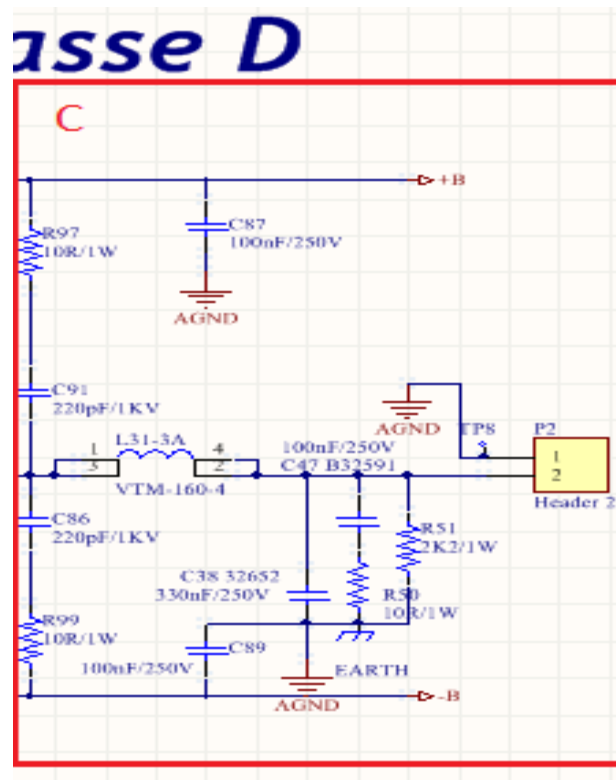 asse D
C
+B
C87
100nF/250V
R97
10R/1W
AGND
C91
220pF/1KV
AGND
TP8
P2
1
2
Header 2
L31-3A
1
3
4
2
VTM-160-4
100nF/250V
C47 B32591
C86
220pF/1KV
R51
2K2/1W
C38 32652
330nF/250V
R50
10R/1W
R99
10R/1W
C89
100nF/250V
EARTH
AGND
-B